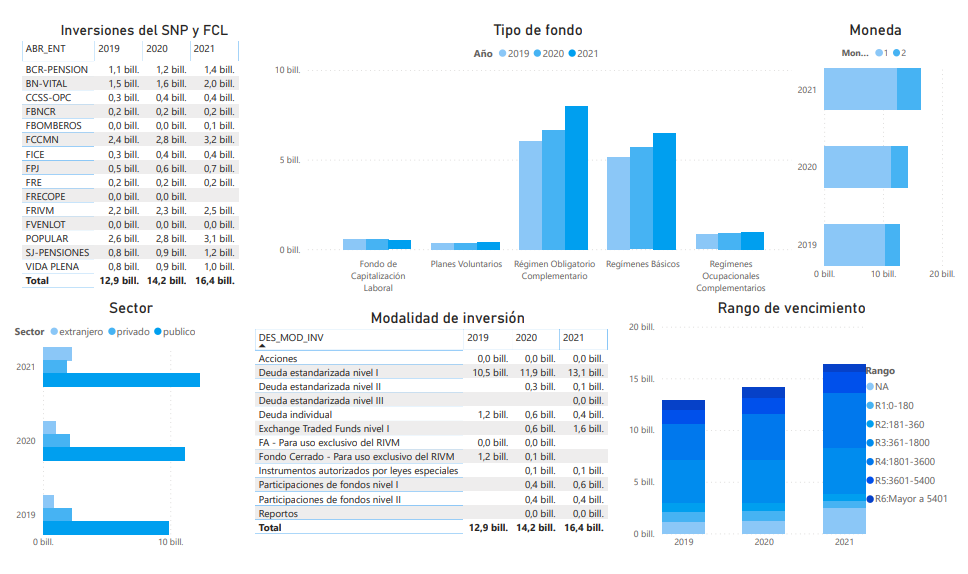 Inversiones del SNP y FCL
ABR_ENT 2019 2020 2021
BCR-PENSION 1,1 bill. 1,2 bill. 1,4 bill.
BN-VITAL 1,5 bill. 1,6 bill. 2,0 bill.
CCSS-OPC 0,3 bill. 0,4 bill. 0,4 bill.
FBNCR 0,2 bill. 0,2 bill. 0,2 bill.
FBOMBEROS 0,0 bill. 0,0 bill. 0,1 bill.
FCCMN 2,4 bill. 2,8 bill. 3,2 bill.
FICE 0,3 bill. 0,4 bill. 0,4 bill.
FPJ 0,5 bill. 0,6 bill. 0,7 bill.
FRE 0,2 bill. 0,2 bill. 0,2 bill.
FRECOPE 0,0 bill. 0,0 bill.
FRIVM 2,2 bill. 2,3 bill. 2,5 bill.
FVENLOT 0,0 bill. 0,0 bill. 0,0 bill.
POPULAR 2,6 bill. 2,8 bill. 3,1 bill.
SJ-PENSIONES 0,8 bill. 0,9 bill. 1,2 bill.
VIDA PLENA 0,8 bill. 0,9 bill. 1,0 bill.
Total 12,9 bill. 14,2 bill. 16,4 bill.
Tipo de fondo
Año 2019 2020 2021
10 bill.
5 bill.
0 bill.
Fondo de
Capitalización
Laboral
Planes Voluntarios
Régimen Obligatorio
Complementario
Regimenes Básicos
Regimenes
Ocupacionales
Complementarios
Moneda
Mon... 1 2
2021
2020
2019
0 bill. 10 bill. 20 bill.
Sector
Sector extranjero privado publico
2021
2020
2019
0 bill. 10 bill.
Modalidad de inversión
DES_MOD_INV 2019 2020 2021
Acciones 0,0 bill. 0,0 bill. 0,0 bill.
Deuda estandarizada nivel I 10,5 bill. 11,9 bill. 13,1 bill.
Deuda estandarizada nivel II 0,3 bill. 0,1 bill.
Deuda estandarizada nivel III 0,0 bill.
Deuda individual 1,2 bill. 0,6 bill. 0,4 bill.
Exchange Traded Funds nivel I 0,6 bill. 1,6 bill.
FA - Para uso exclusivo del RIVM 0,0 bill. 0,0 bill.
Fondo Cerrado - Para uso exclusivo del RIVM 1,2 bill. 0,1 bill.
Instrumentos autorizados por leyes especiales 0,1 bill. 0,1 bill.
Participaciones de fondos nivel I 0,4 bill. 0,6 bill.
Participaciones de fondos nivel II 0,4 bill. 0,4 bill.
Reportos 0,0 bill. 0,0 bill.
Total 12,9 bill. 14,2 bill. 16,4 bill.
Rango de vencimiento
20 bill.
15 bill.
10 bill.
5 bill.
0 bill.
2019 2020 2021
Rango
NA
R1:0-180
R2:181-360
R3:361-1800
R4:1801-3600
R5:3601-5400
R6:Mayor a 5401